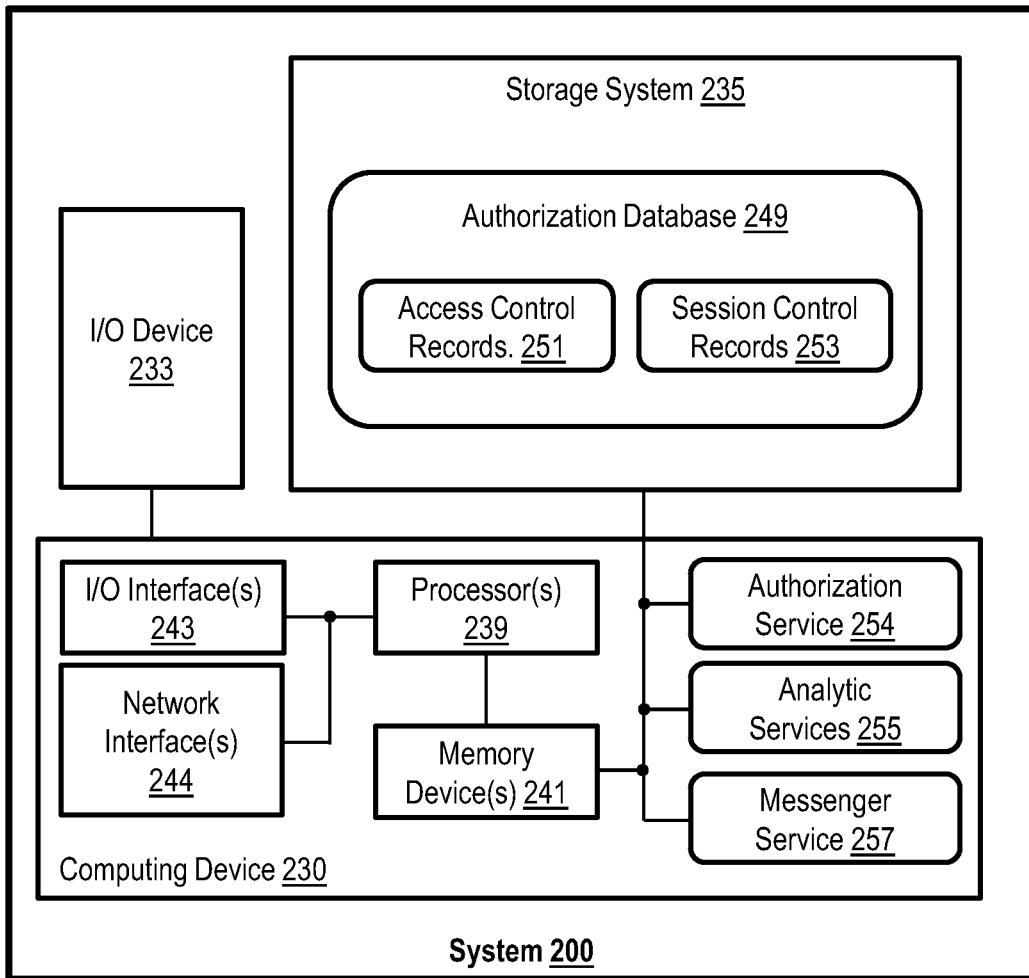 Storage System 235
Authorization Database 249
Access Control
Records. 251
Session Control
Records 253
I/O Device
233
I/O Interface(s)
243
Processor(s)
239
Authorization
Service 254
Network
Interface(s)
244
Memory
Device(s) 241
Analytic
Services 255
Messenger
Service 257
Computing Device 230
System 200